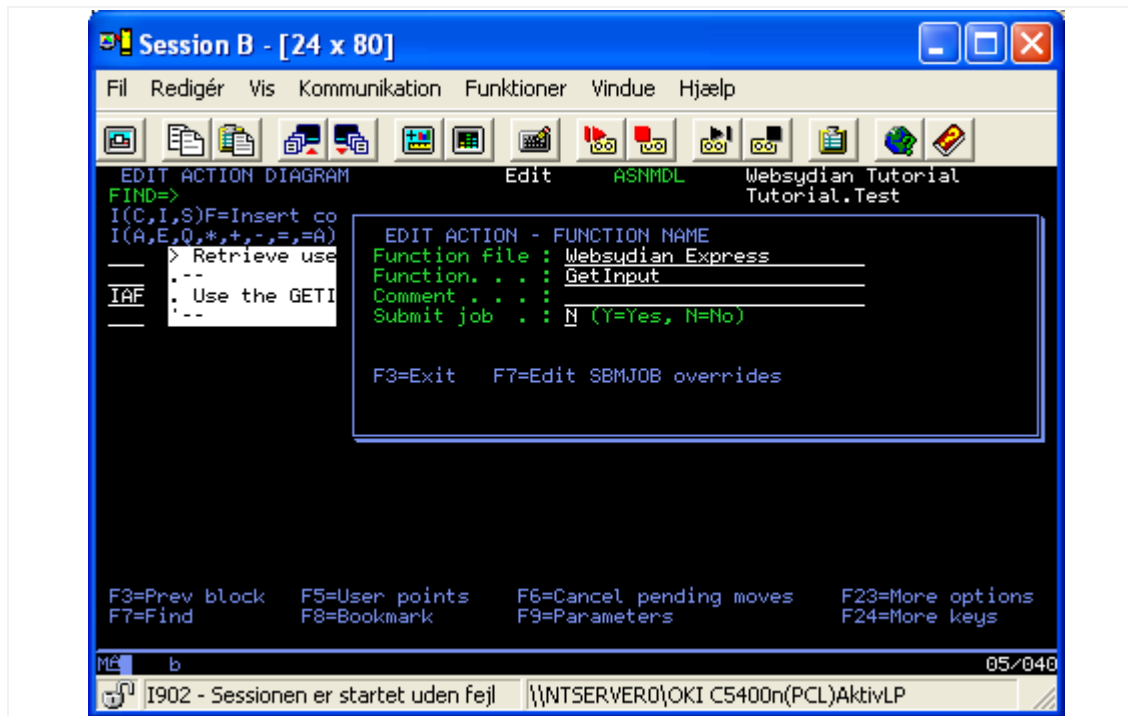 Session B - [24 x 80]
Fil Redigér Vis Kommunikation Funktioner Vindue Hjælp
EDIT ACTION DIAGRAM Edit ASNMDL Websydian Tutorial
FIND=> Tutorial.Test
I(C,I,S)F=Insert co
I(A,E,Q,*,+,-,=,=A) EDIT ACTION - FUNCTION NAME
> Retrieve use Function file : Websydian Express
.-- Function. . . : GetInput
IAF . Use the GETI Comment . . . :
'-- Submit job . : N (Y=Yes, N=No)
F3=Exit F7=Edit SBMJOB overrides
F3=Prev block F5=User points F6=Cancel pending moves F23=More options
F7=Find F8=Bookmark F9=Parameters F24=More keys
b 05/040
I902 - Sessionen er startet uden fejl \\NTSERVER0\OKI C5400n(PCL)AktivLP